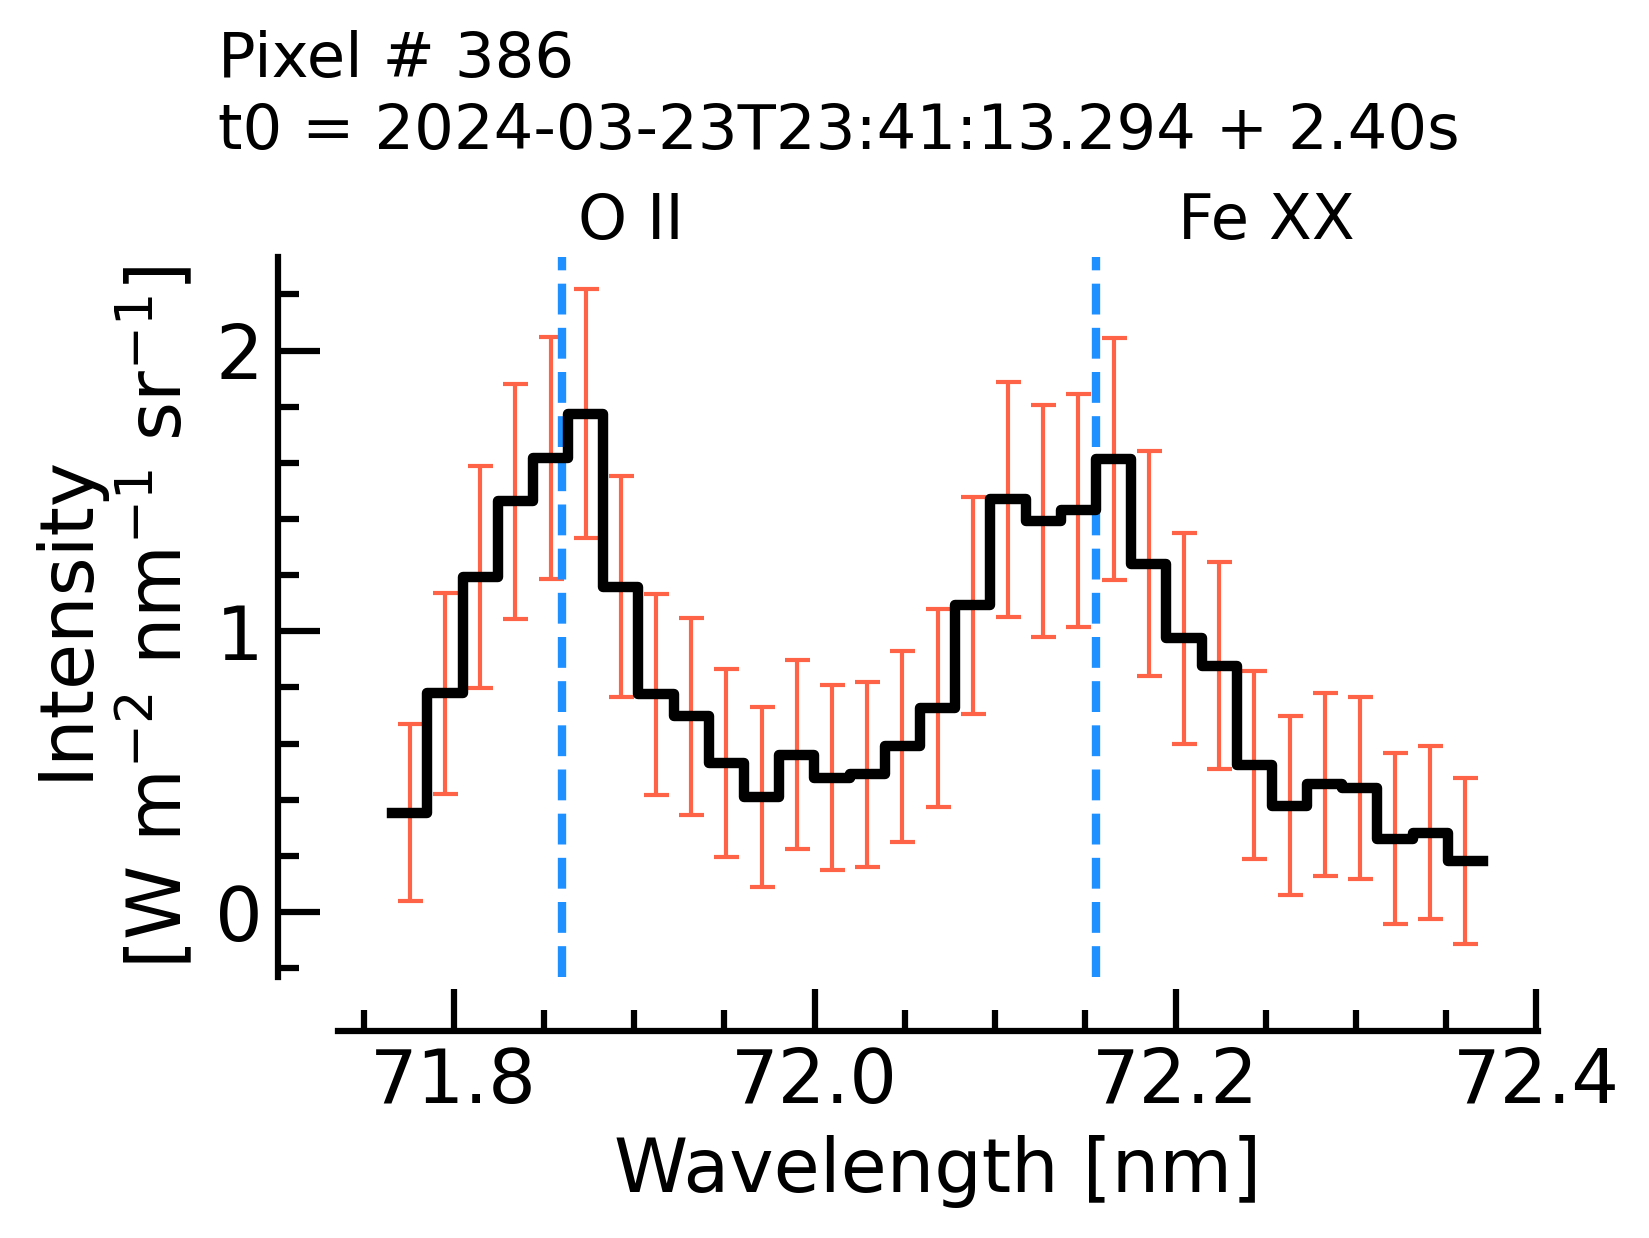 Pixel # 386
t0 = 2024-03-23T23:41:13.294 + 2.40s
O II
Fe XX
Intensity
[W m⁻² nm⁻¹ sr⁻¹]
2
1
0
71.8
72.0
72.2
72.4
Wavelength [nm]